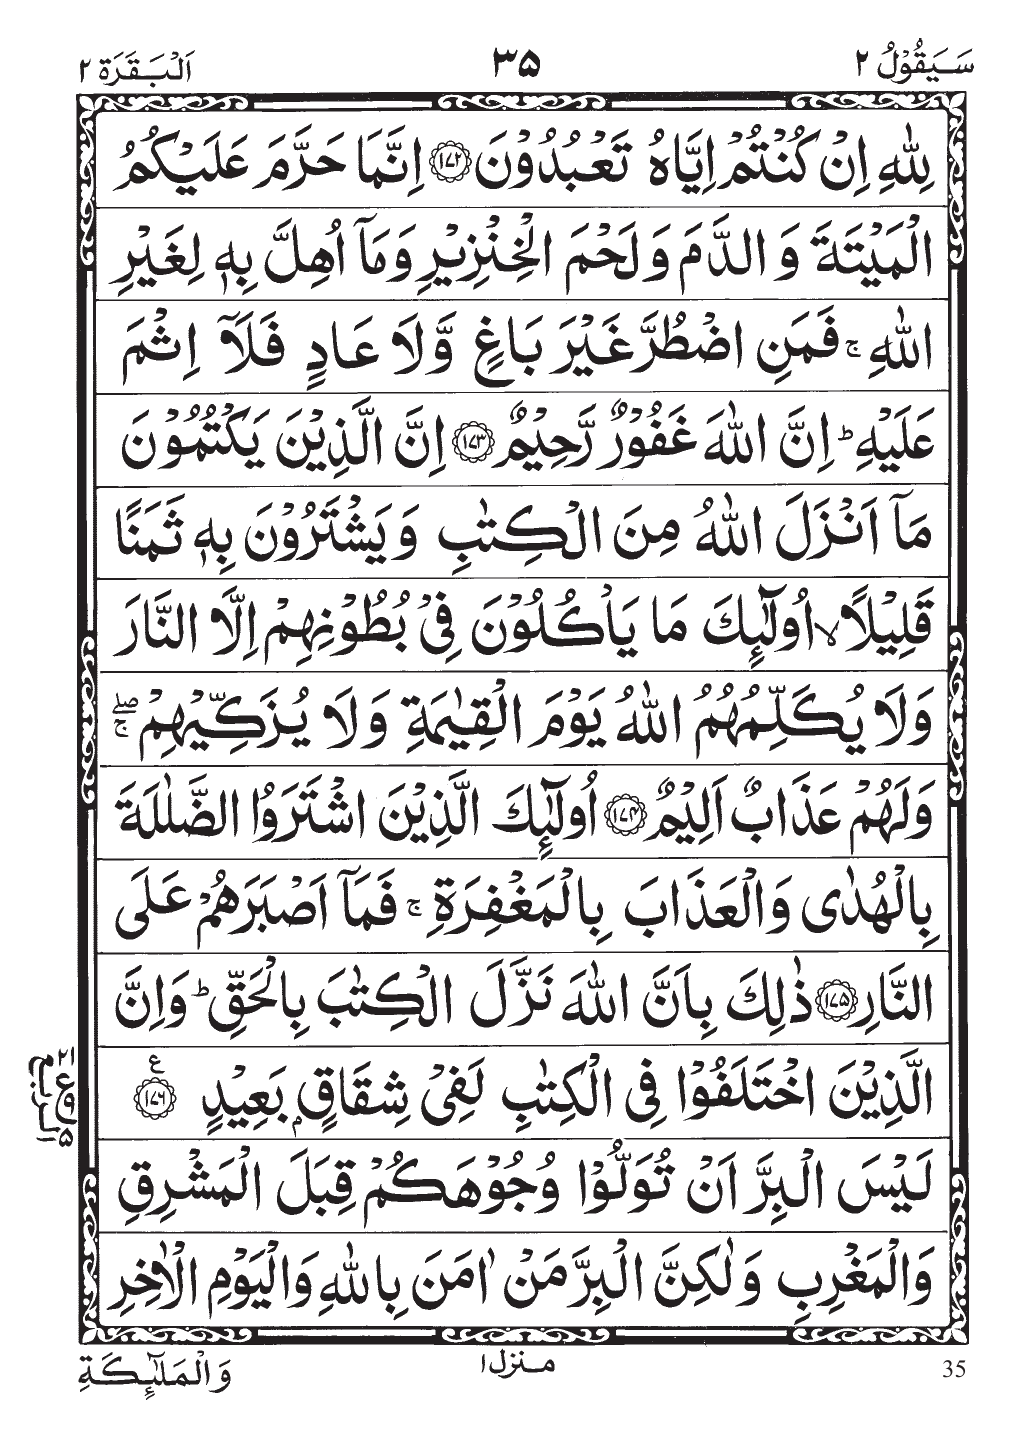 سَيَقُوْلُ ٢ ٣٥ اَلْبَقَرَة ٢
لِلّٰهِ اِنْ كُنْتُمْ اِيَّاهُ تَعْبُدُوْنَ ۝١٧٢ اِنَّمَا حَرَّمَ عَلَيْكُمُ
الْمَيْتَةَ وَ الدَّمَ وَ لَحْمَ الْخِنْزِيْرِ وَمَاۤ اُهِلَّ بِهٖ لِغَيْرِ
اللّٰهِ ۚ فَمَنِ اضْطُرَّ غَيْرَ بَاغٍ وَّلَا عَادٍ فَلَاۤ اِثْمَ
عَلَيْهِ ؕ اِنَّ اللّٰهَ غَفُوْرٌ رَّحِيْمٌ ۝١٧٣ اِنَّ الَّذِيْنَ يَكْتُمُوْنَ
مَاۤ اَنْزَلَ اللّٰهُ مِنَ الْكِتٰبِ وَيَشْتَرُوْنَ بِهٖ ثَمَنًا
قَلِيْلًا ۙ اُولٰٓئِكَ مَا يَاْكُلُوْنَ فِيْ بُطُوْنِهِمْ اِلَّا النَّارَ
وَلَا يُكَلِّمُهُمُ اللّٰهُ يَوْمَ الْقِيٰمَةِ وَلَا يُزَكِّيْهِمْ ۖۚ
وَلَهُمْ عَذَابٌ اَلِيْمٌ ۝١٧٤ اُولٰٓئِكَ الَّذِيْنَ اشْتَرَوُا الضَّلٰلَةَ
بِالْهُدٰى وَالْعَذَابَ بِالْمَغْفِرَةِ ۚ فَمَاۤ اَصْبَرَهُمْ عَلَى
النَّارِ ۝١٧٥ ذٰلِكَ بِاَنَّ اللّٰهَ نَزَّلَ الْكِتٰبَ بِالْحَقِّ ؕ وَاِنَّ
الَّذِيْنَ اخْتَلَفُوْا فِى الْكِتٰبِ لَفِيْ شِقَاقٍۭ بَعِيْدٍ ۝١٧٦ ع
الربع ٢١ ع ٥
لَيْسَ الْبِرَّ اَنْ تُوَلُّوْا وُجُوْهَكُمْ قِبَلَ الْمَشْرِقِ
وَالْمَغْرِبِ وَلٰكِنَّ الْبِرَّ مَنْ اٰمَنَ بِاللّٰهِ وَالْيَوْمِ الْاٰخِرِ
35 منزل ١ وَالْمَلٰٓئِكَةِ